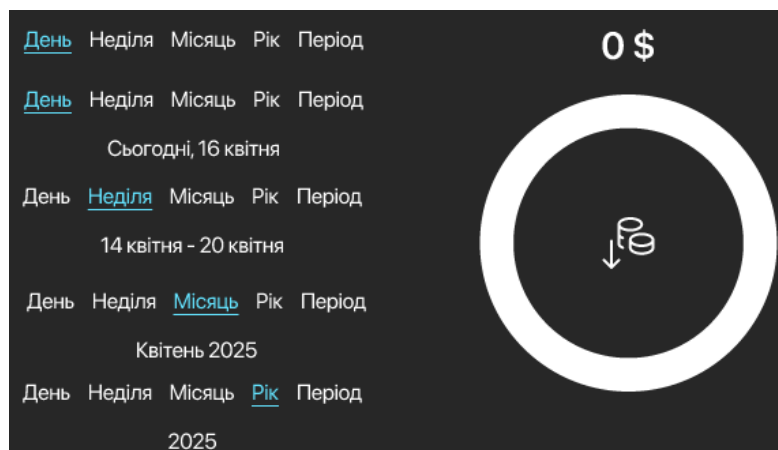 День Неділя Місяць Рік Період
0 $
День Неділя Місяць Рік Період
Сьогодні, 16 квітня
День Неділя Місяць Рік Період
14 квітня - 20 квітня
День Неділя Місяць Рік Період
Квітень 2025
День Неділя Місяць Рік Період
2025